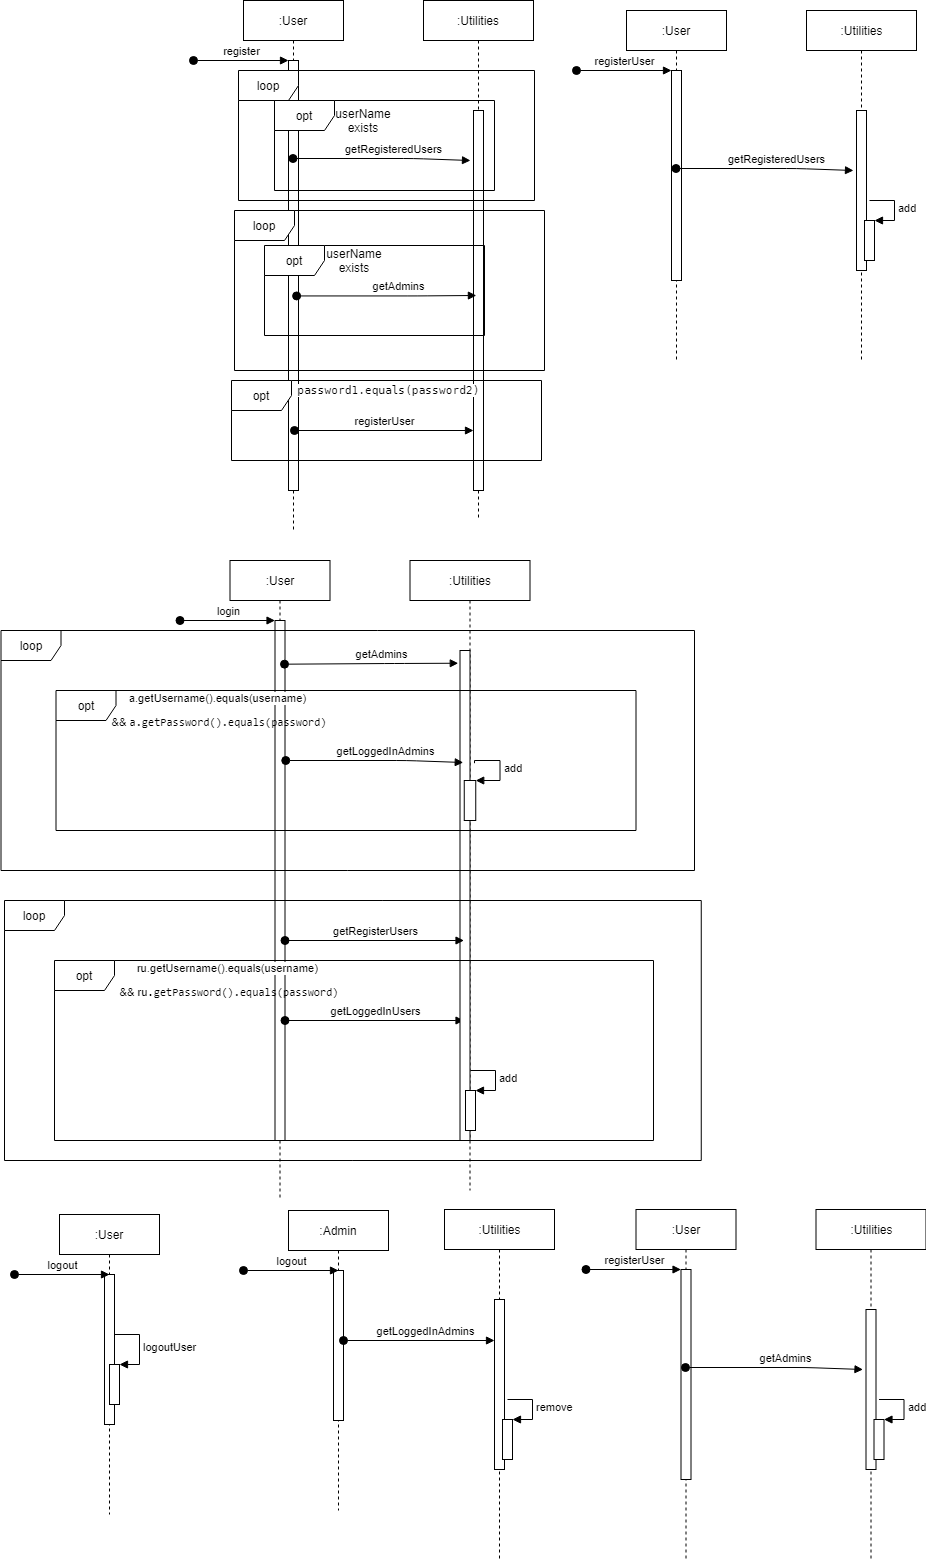 :User
:Utilities
register
loop
opt
userName
exists
getRegisteredUsers
loop
opt
userName
exists
getAdmins
opt
password1.equals(password2)
registerUser
:User
:Utilities
registerUser
getRegisteredUsers
add
:User
:Utilities
login
loop
getAdmins
opt
a.getUsername().equals(username)
&& a.getPassword().equals(password)
getLoggedInAdmins
add
loop
getRegisterUsers
opt
ru.getUsername().equals(username)
&& ru.getPassword().equals(password)
getLoggedInUsers
add
:User
logout
logoutUser
:Admin
:Utilities
logout
getLoggedInAdmins
remove
:User
:Utilities
registerUser
getAdmins
add